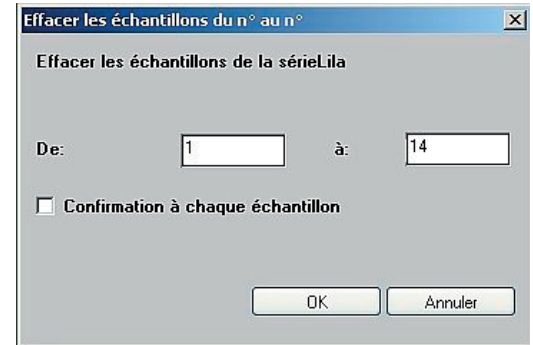 Effacer les échantillons du n° au n°
Effacer les échantillons de la sérieLila
De: 1 à: 14
Confirmation à chaque échantillon
OK Annuler